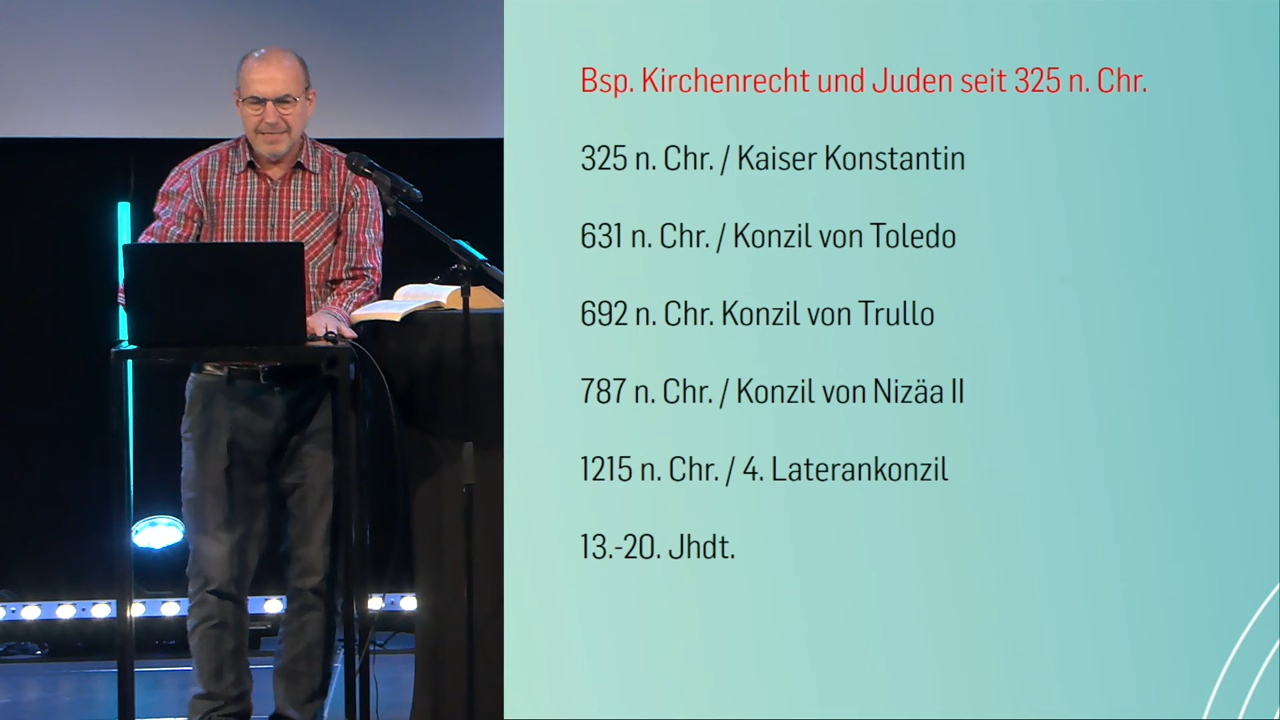 Bsp. Kirchenrecht und Juden seit 325 n. Chr.
325 n. Chr. / Kaiser Konstantin
631 n. Chr. / Konzil von Toledo
692 n. Chr. Konzil von Trullo
787 n. Chr. / Konzil von Nizäa II
1215 n. Chr. / 4. Laterankonzil
13.-20. Jhdt.